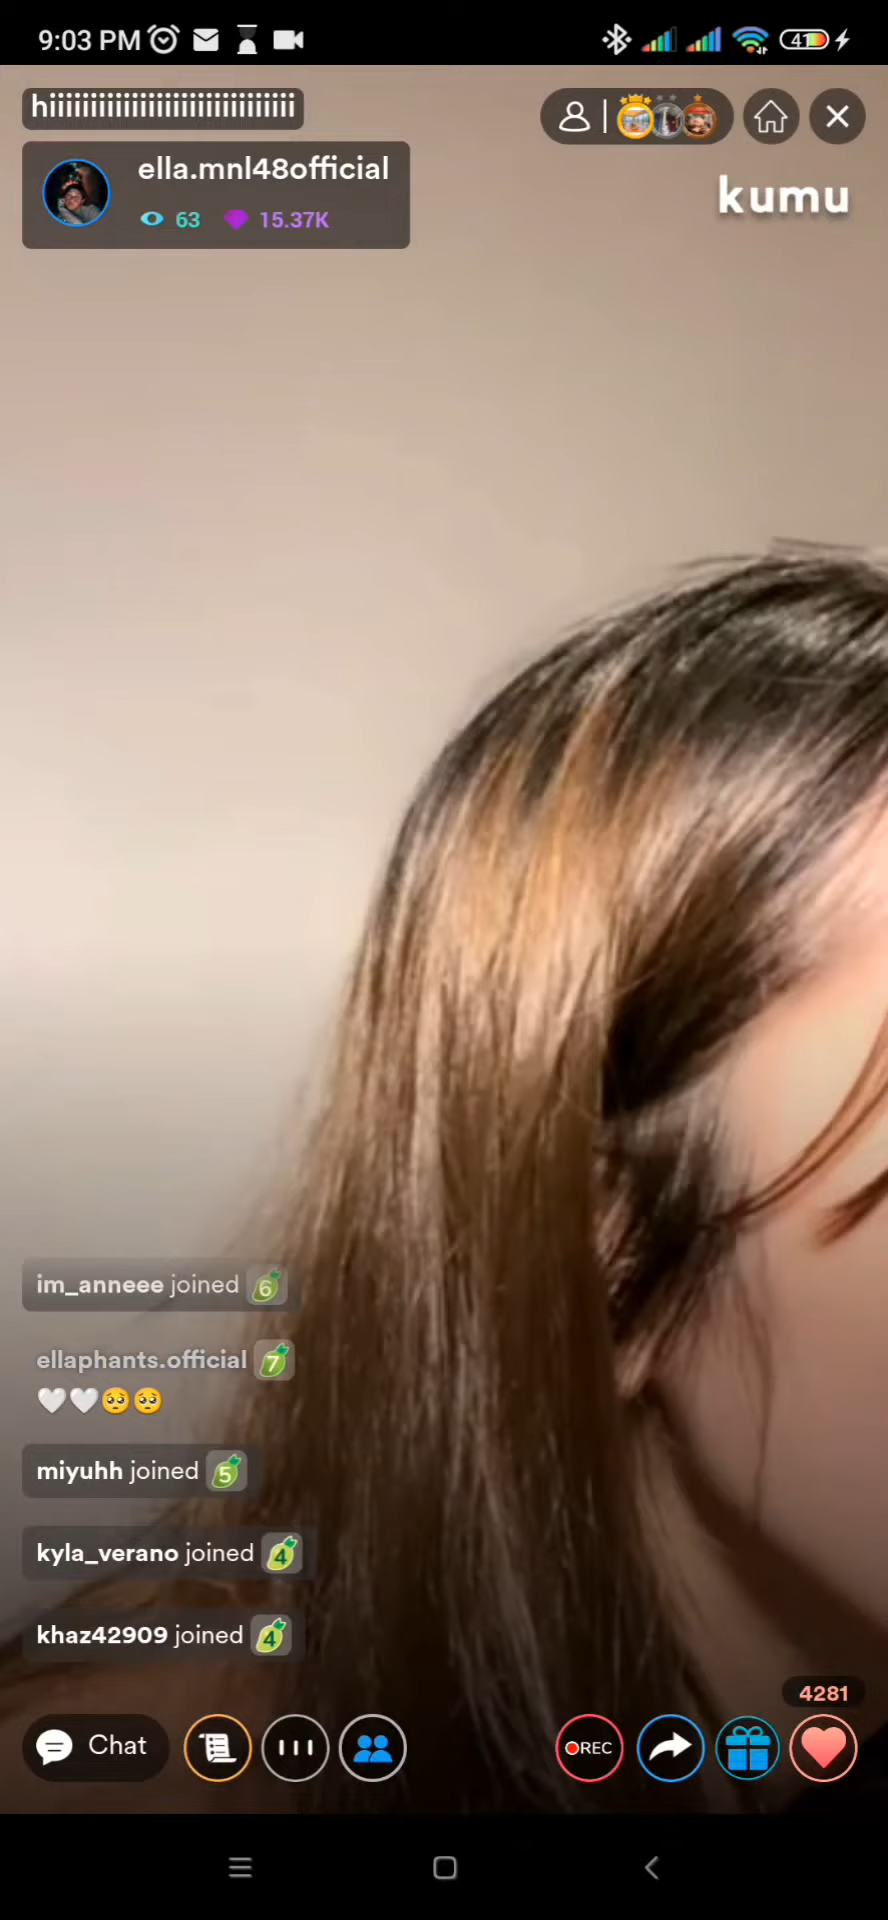 9:03 PM
41
hiiiiiiiiiiiiiiiiiiiiiiiiiiiiii
ella.mnl48official
63 15.37K
kumu
im_anneee joined 6
ellaphants.official 7
🤍🤍🥺🥺
miyuhh joined 5
kyla_verano joined 4
khaz42909 joined 4
4281
Chat
REC